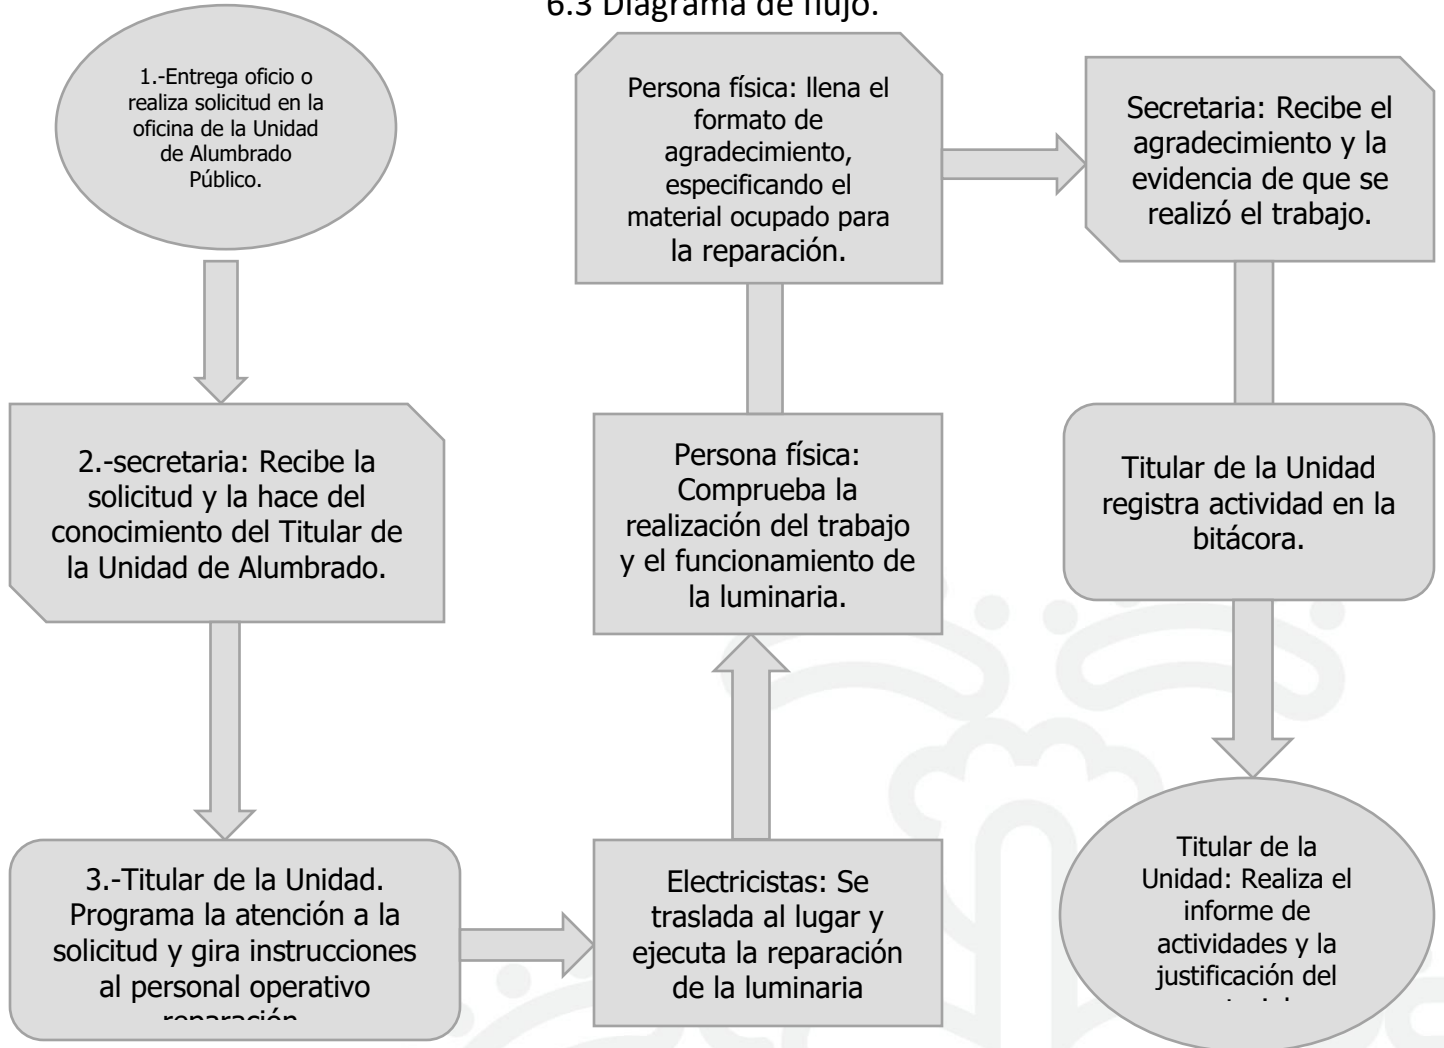 6.3 Diagrama de flujo.
1.-Entrega oficio o
realiza solicitud en la
oficina de la Unidad
de Alumbrado
Público.
2.-secretaria: Recibe la
solicitud y la hace del
conocimiento del Titular de
la Unidad de Alumbrado.
3.-Titular de la Unidad.
Programa la atención a la
solicitud y gira instrucciones
al personal operativo
reparación
Electricistas: Se
traslada al lugar y
ejecuta la reparación
de la luminaria
Persona física:
Comprueba la
realización del trabajo
y el funcionamiento de
la luminaria.
Persona física: llena el
formato de
agradecimiento,
especificando el
material ocupado para
la reparación.
Secretaria: Recibe el
agradecimiento y la
evidencia de que se
realizó el trabajo.
Titular de la Unidad
registra actividad en la
bitácora.
Titular de la
Unidad: Realiza el
informe de
actividades y la
justificación del